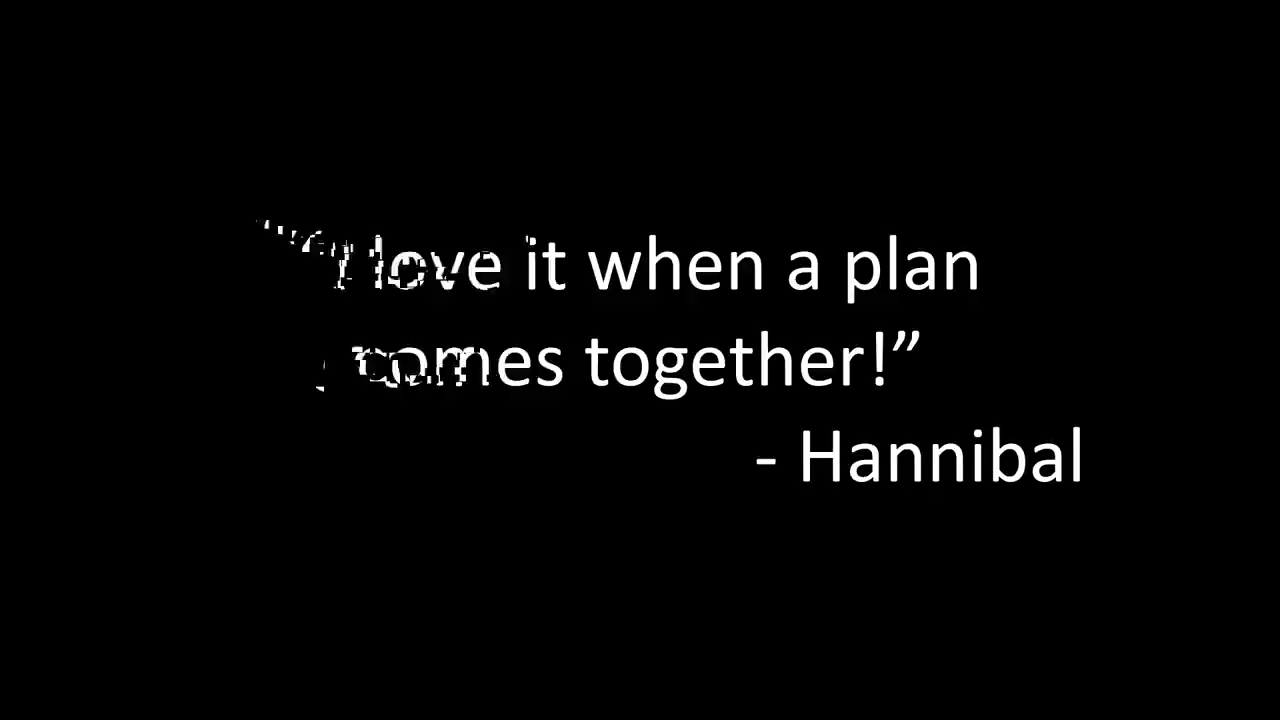 love it when a plan
comes together!”
- Hannibal